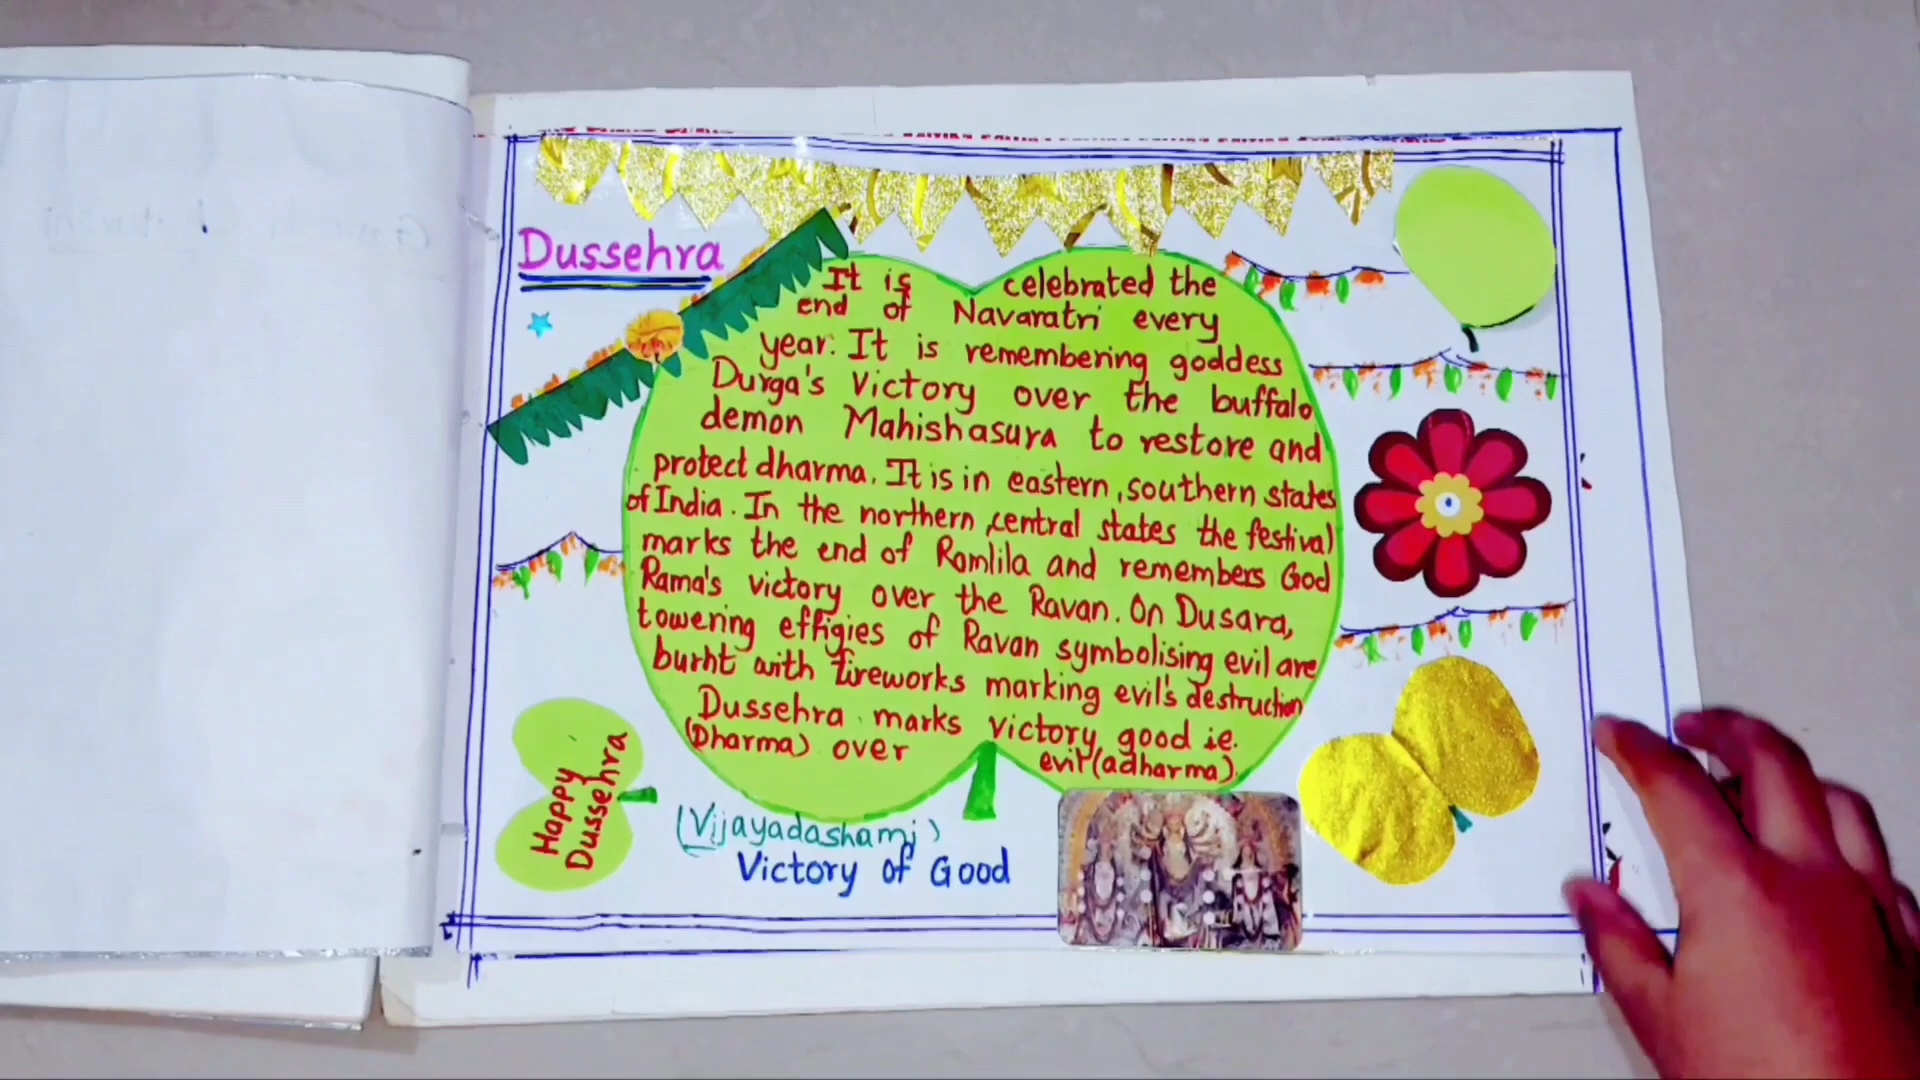 Dussehra
It is celebrated the
end of Navaratri every
year. It is remembering goddess
Durga's Victory over the buffalo
demon Mahishasura to restore and
protect dharma. It is in eastern, southern states
of India. In the northern, central states the festival
marks the end of Ramlila and remembers God
Rama's victory over the Ravan. On Dusara,
towering effigies of Ravan symbolising evil are
burht with fireworks marking evil's destruction
Dussehra marks victory good ie.
(Dharma) over evil (adharma).
Happy
Dussehra
(Vijayadashami)
Victory of Good